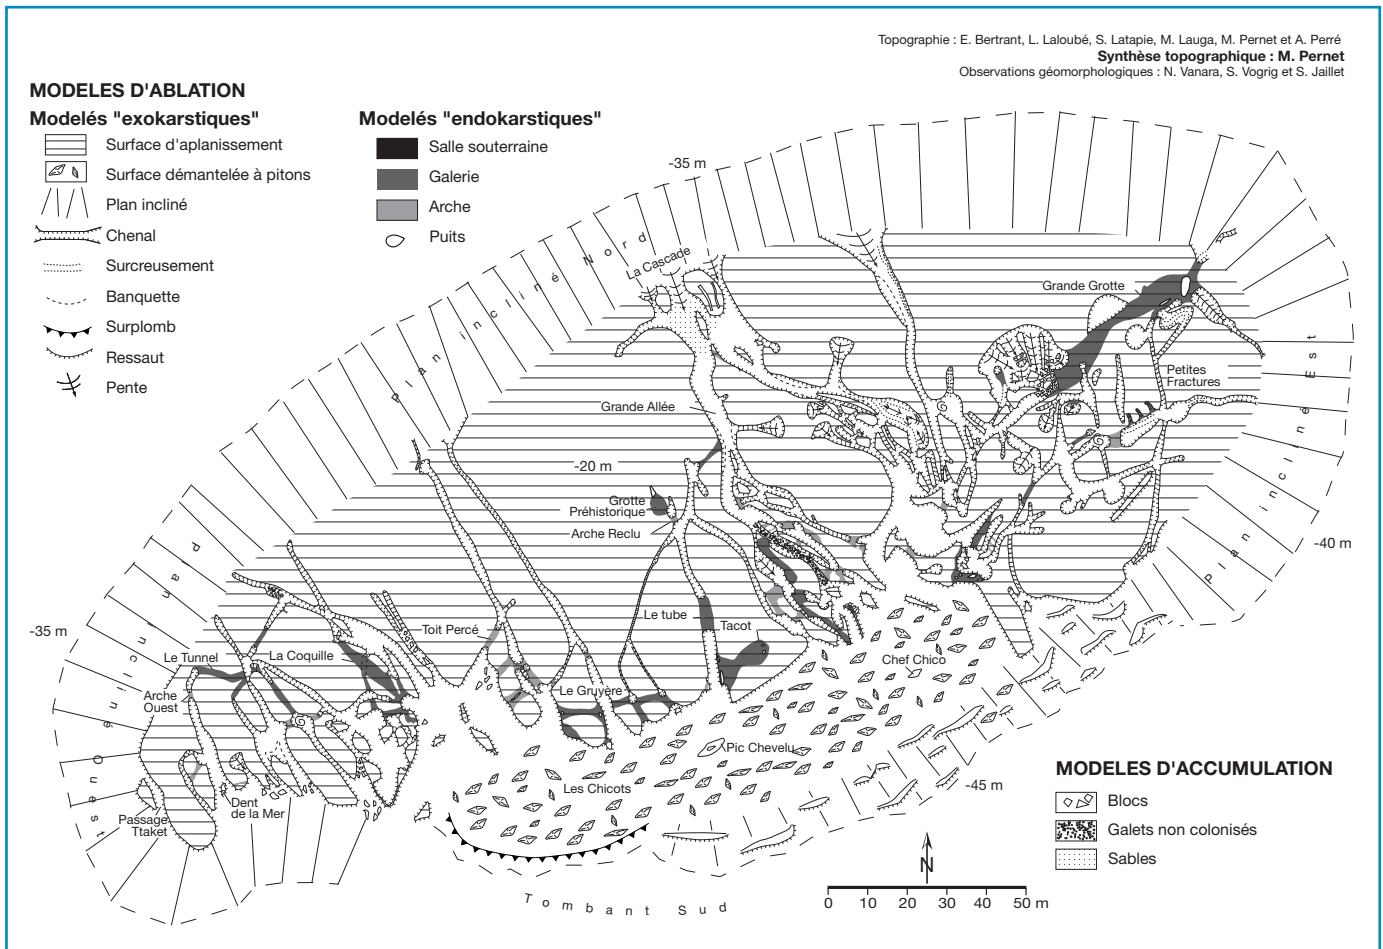 Topographie : E. Bertrant, L. Laloubé, S. Latapie, M. Lauga, M. Pernet et A. Perré
Synthèse topographique : M. Pernet
Observations géomorphologiques : N. Vanara, S. Vogrig et S. Jaillet
MODELES D'ABLATION
Modelés "exokarstiques"
Surface d'aplanissement
Surface démantelée à pitons
Plan incliné
Chenal
Surcreusement
Banquette
Surplomb
Ressaut
Pente
Modelés "endokarstiques"
Salle souterraine
Galerie
Arche
Puits
-35 m
Plan incliné Nord
La Cascade
Grande Grotte
Petites
Fractures
Plan incliné Est
Grande Allée
-20 m
Grotte
Préhistorique
Arche Reclu
-40 m
Le tube
Tacot
Toit Percé
Chef Chico
-35 m
Plan incliné Ouest
Le Tunnel
La Coquille
Arche
Ouest
Le Gruyère
Pic Chevelu
Les Chicots
-45 m
Dent
de la Mer
Passage
Ttaket
Tombant Sud
MODELES D'ACCUMULATION
Blocs
Galets non colonisés
Sables
N
0 10 20 30 40 50 m